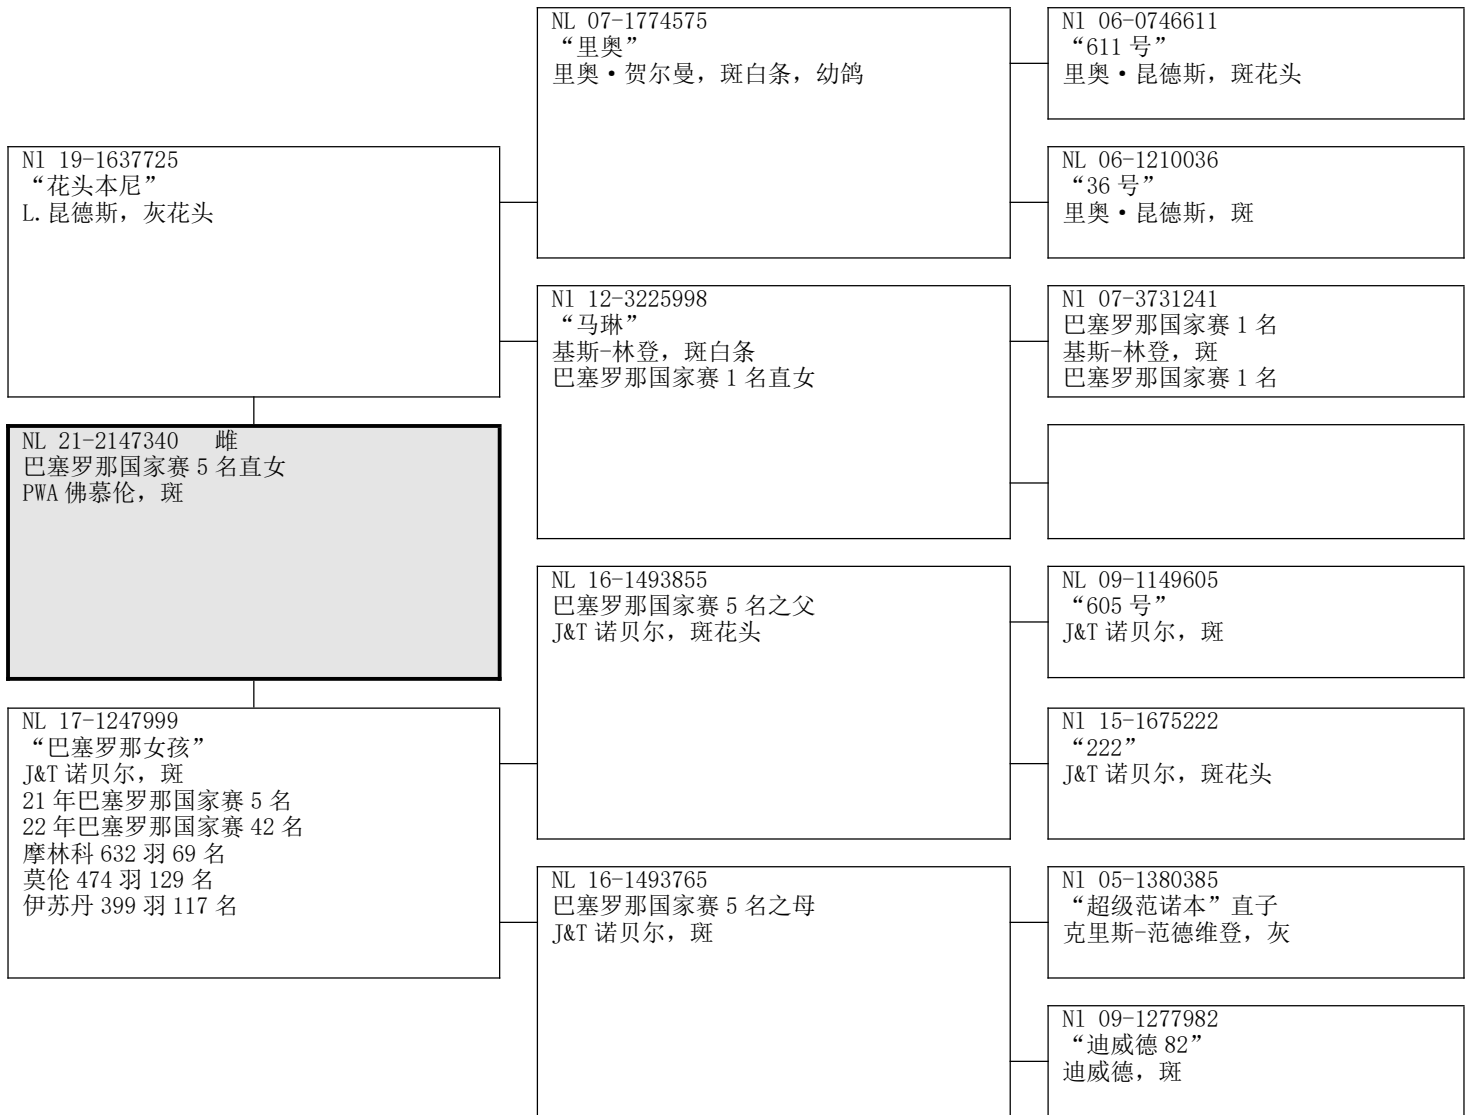 NL 07-1774575
“里奥”
里奥·贺尔曼，斑白条，幼鸽
Nl 06-0746611
“611 号”
里奥·昆德斯，斑花头
Nl 19-1637725
“花头本尼”
L.昆德斯，灰花头
NL 06-1210036
“36 号”
里奥·昆德斯，斑
Nl 12-3225998
“马琳”
基斯-林登，斑白条
巴塞罗那国家赛 1 名直女
Nl 07-3731241
巴塞罗那国家赛 1 名
基斯-林登，斑
巴塞罗那国家赛 1 名
NL 21-2147340 雌
巴塞罗那国家赛 5 名直女
PWA 佛慕伦，斑
NL 16-1493855
巴塞罗那国家赛 5 名之父
J&T 诺贝尔，斑花头
NL 09-1149605
“605 号”
J&T 诺贝尔，斑
NL 17-1247999
“巴塞罗那女孩”
J&T 诺贝尔，斑
21 年巴塞罗那国家赛 5 名
22 年巴塞罗那国家赛 42 名
摩林科 632 羽 69 名
莫伦 474 羽 129 名
伊苏丹 399 羽 117 名
Nl 15-1675222
“222”
J&T 诺贝尔，斑花头
NL 16-1493765
巴塞罗那国家赛 5 名之母
J&T 诺贝尔，斑
Nl 05-1380385
“超级范诺本”直子
克里斯-范德维登，灰
Nl 09-1277982
“迪威德 82”
迪威德，斑